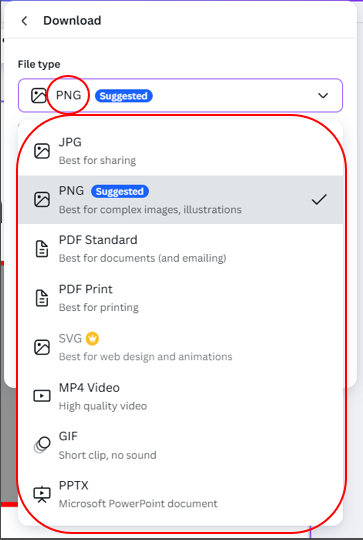 Download
File type
PNG Suggested
JPG
Best for sharing
PNG Suggested
Best for complex images, illustrations
PDF Standard
Best for documents (and emailing)
PDF Print
Best for printing
SVG
Best for web design and animations
MP4 Video
High quality video
GIF
Short clip, no sound
PPTX
Microsoft PowerPoint document